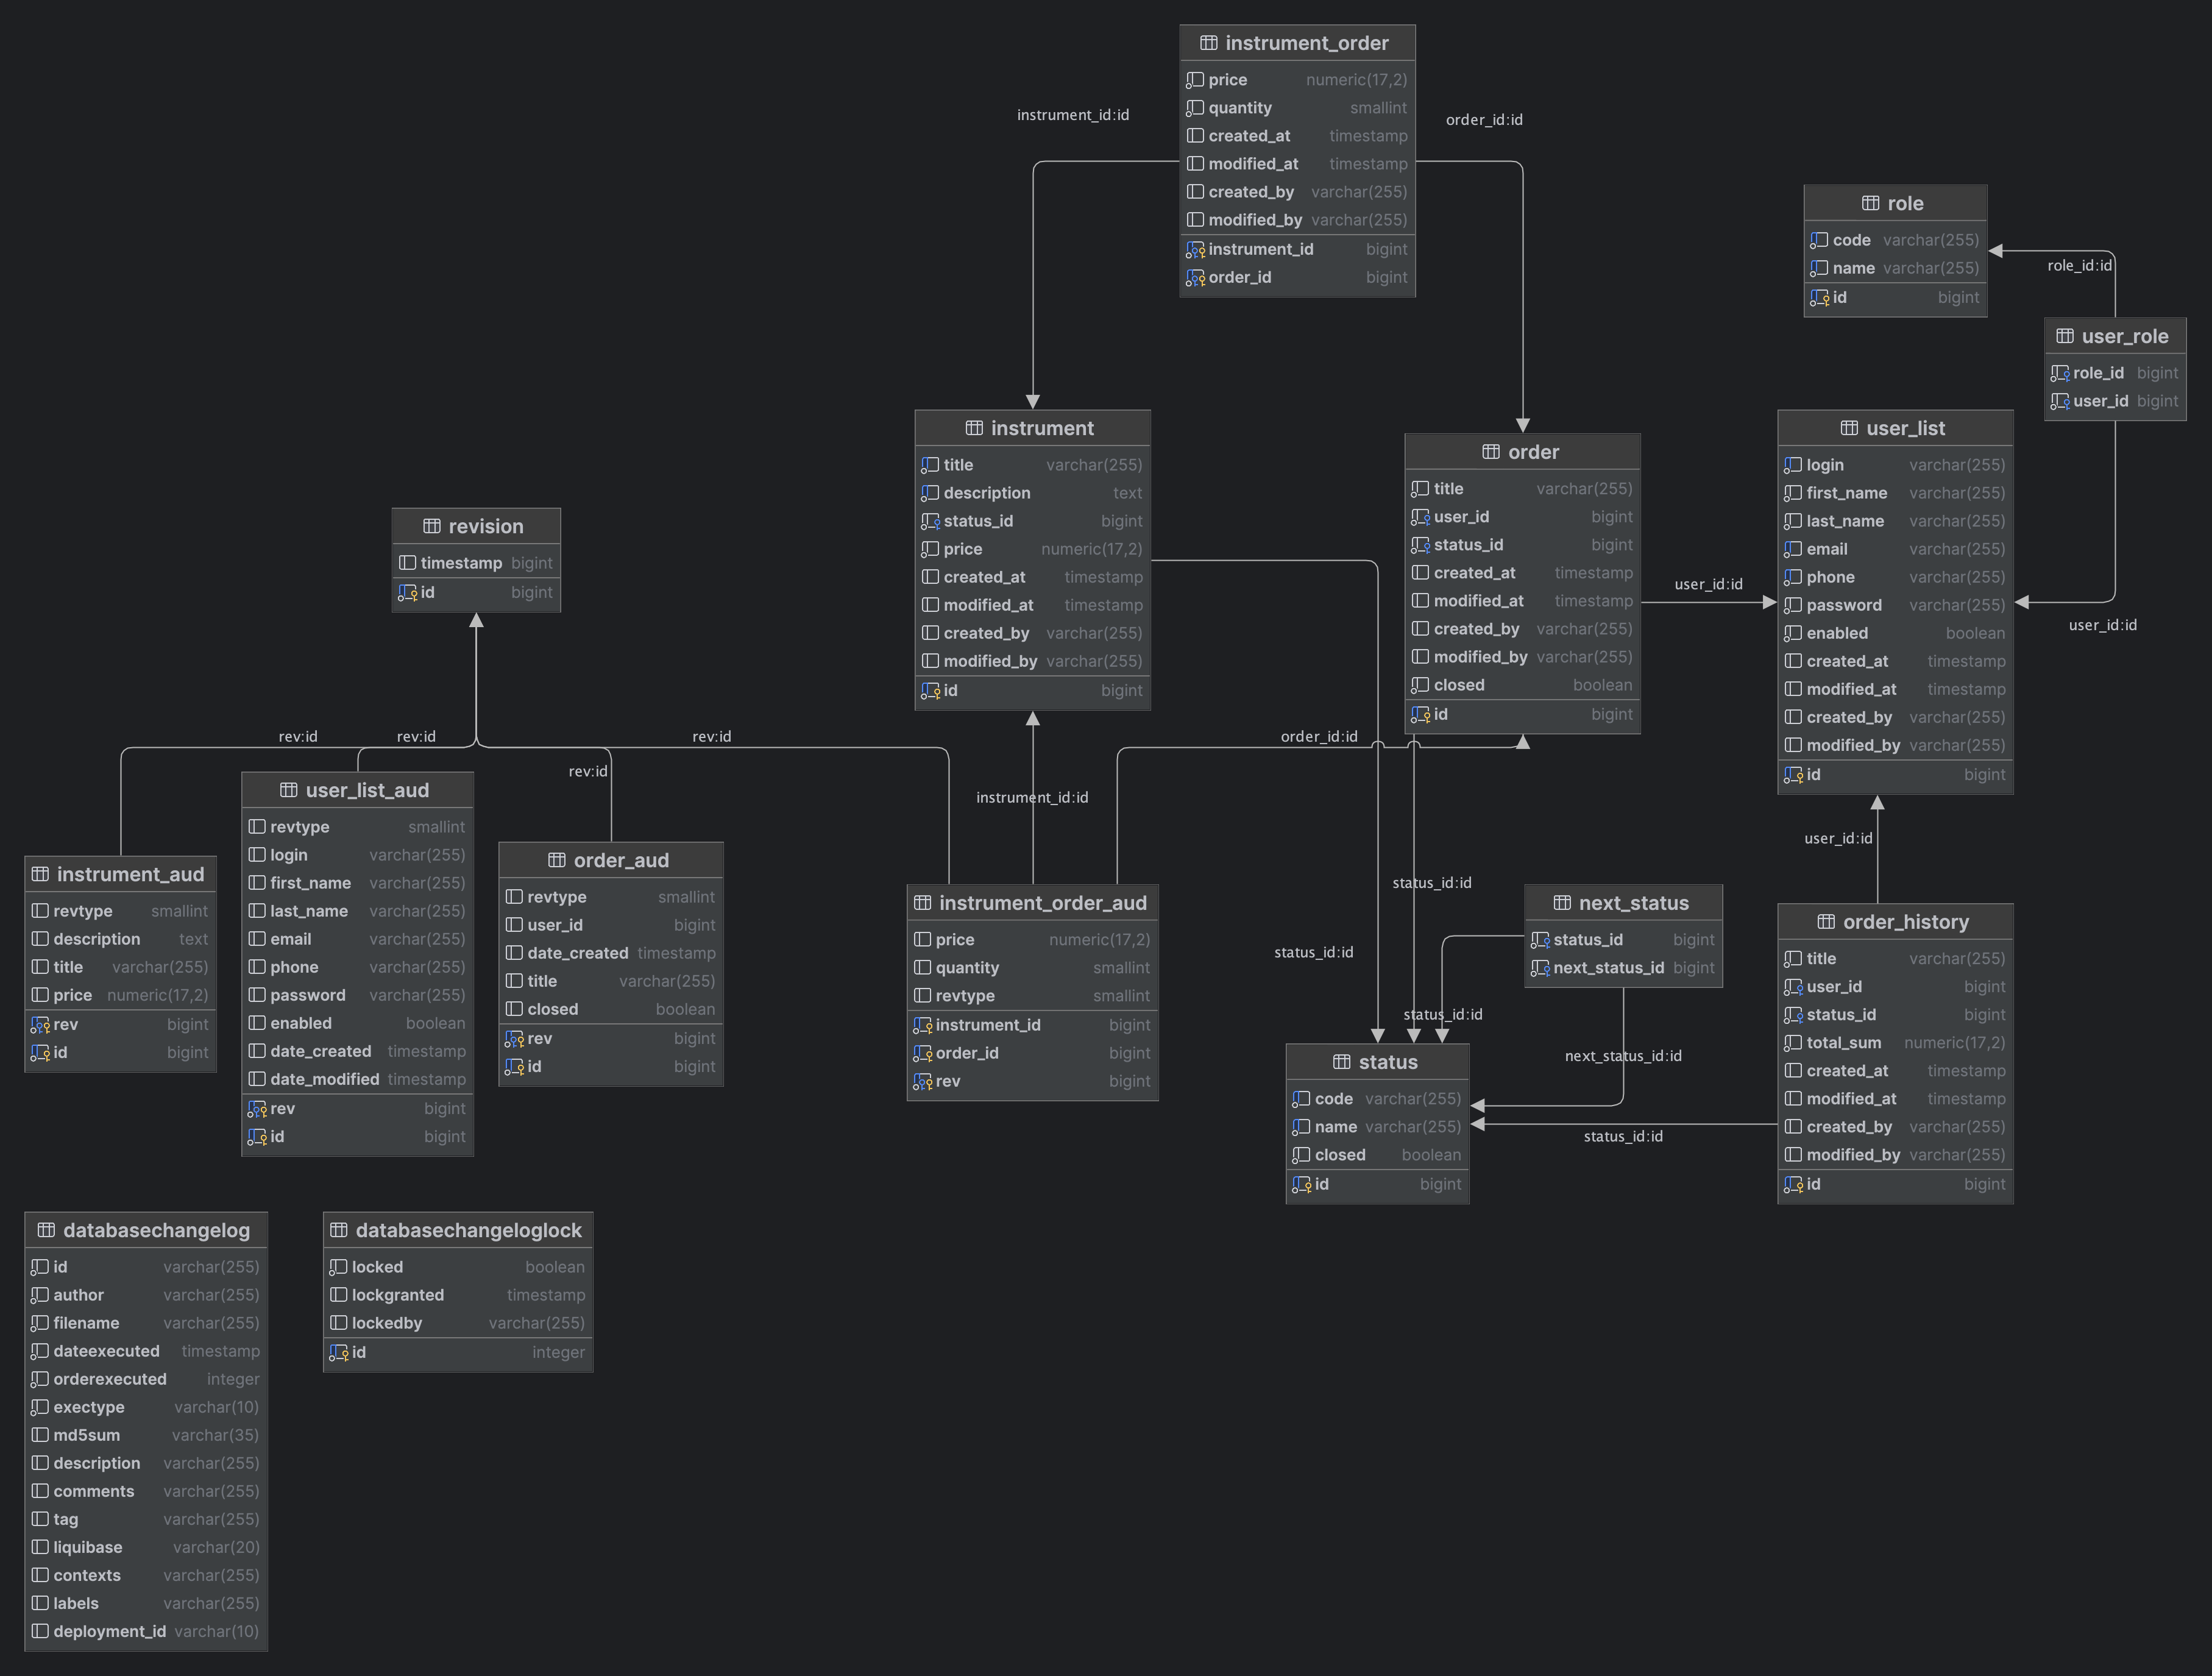 instrument_order
price numeric(17,2)
quantity smallint
created_at timestamp
modified_at timestamp
created_by varchar(255)
modified_by varchar(255)
instrument_id bigint
order_id bigint
instrument_id:id
order_id:id
role
code varchar(255)
name varchar(255)
id bigint
role_id:id
user_role
role_id bigint
user_id bigint
instrument
title varchar(255)
description text
status_id bigint
price numeric(17,2)
created_at timestamp
modified_at timestamp
created_by varchar(255)
modified_by varchar(255)
id bigint
order
title varchar(255)
user_id bigint
status_id bigint
created_at timestamp
modified_at timestamp
created_by varchar(255)
modified_by varchar(255)
closed boolean
id bigint
user_id:id
user_list
login varchar(255)
first_name varchar(255)
last_name varchar(255)
email varchar(255)
phone varchar(255)
password varchar(255)
enabled boolean
created_at timestamp
modified_at timestamp
created_by varchar(255)
modified_by varchar(255)
id bigint
user_id:id
revision
timestamp bigint
id bigint
rev:id
rev:id
rev:id
rev:id
order_id:id
instrument_id:id
user_id:id
instrument_aud
revtype smallint
description text
title varchar(255)
price numeric(17,2)
rev bigint
id bigint
user_list_aud
revtype smallint
login varchar(255)
first_name varchar(255)
last_name varchar(255)
email varchar(255)
phone varchar(255)
password varchar(255)
enabled boolean
date_created timestamp
date_modified timestamp
rev bigint
id bigint
order_aud
revtype smallint
user_id bigint
date_created timestamp
title varchar(255)
closed boolean
rev bigint
id bigint
instrument_order_aud
price numeric(17,2)
quantity smallint
revtype smallint
instrument_id bigint
order_id bigint
rev bigint
status_id:id
status_id:id
status_id:id
next_status
status_id bigint
next_status_id bigint
next_status_id:id
status
code varchar(255)
name varchar(255)
closed boolean
id bigint
status_id:id
order_history
title varchar(255)
user_id bigint
status_id bigint
total_sum numeric(17,2)
created_at timestamp
modified_at timestamp
created_by varchar(255)
modified_by varchar(255)
id bigint
databasechangelog
id varchar(255)
author varchar(255)
filename varchar(255)
dateexecuted timestamp
orderexecuted integer
exectype varchar(10)
md5sum varchar(35)
description varchar(255)
comments varchar(255)
tag varchar(255)
liquibase varchar(20)
contexts varchar(255)
labels varchar(255)
deployment_id varchar(10)
databasechangeloglock
locked boolean
lockgranted timestamp
lockedby varchar(255)
id integer